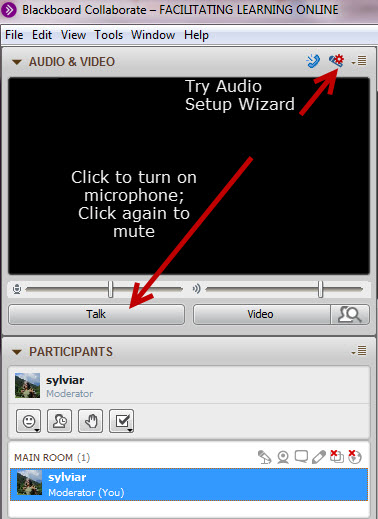 Blackboard Collaborate – FACILITATING LEARNING ONLINE
File Edit View Tools Window Help
AUDIO & VIDEO
Try Audio
Setup Wizard
Click to turn on
microphone;
Click again to
mute
Talk Video
PARTICIPANTS
sylviar
Moderator
MAIN ROOM (1)
sylviar
Moderator (You)